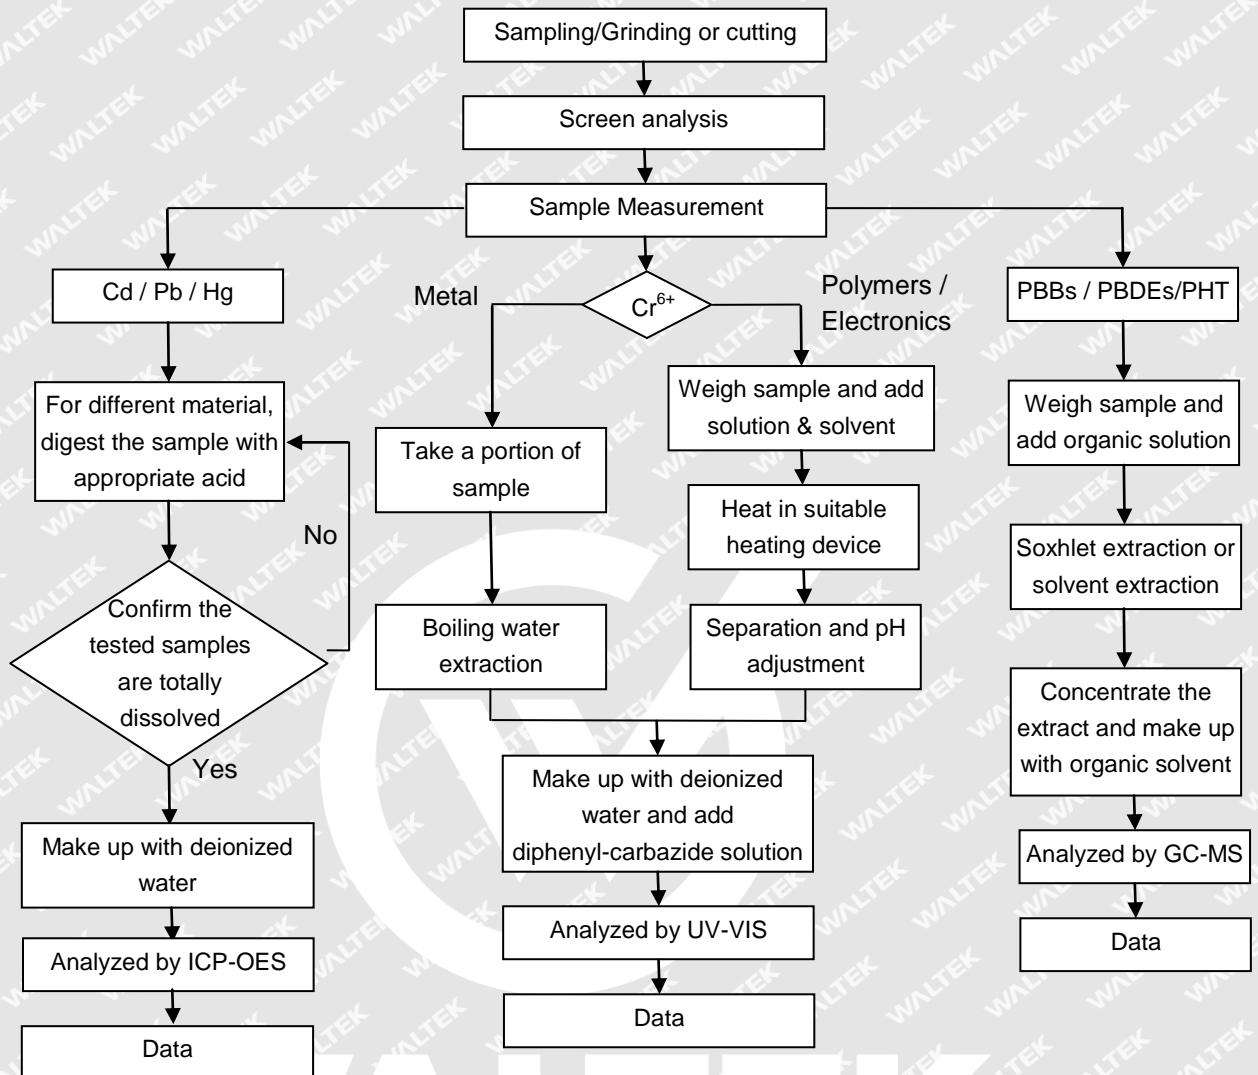 Sampling/Grinding or cutting
Screen analysis
Sample Measurement
Cd / Pb / Hg
For different material,
digest the sample with
appropriate acid
No
Confirm the
tested samples
are totally
dissolved
Yes
Make up with deionized
water
Analyzed by ICP-OES
Data
Metal
Cr6+
Polymers /
Electronics
Take a portion of
sample
Boiling water
extraction
Weigh sample and add
solution & solvent
Heat in suitable
heating device
Separation and pH
adjustment
Make up with deionized
water and add
diphenyl-carbazide solution
Analyzed by UV-VIS
Data
PBBs / PBDEs/PHT
Weigh sample and
add organic solution
Soxhlet extraction or
solvent extraction
Concentrate the
extract and make up
with organic solvent
Analyzed by GC-MS
Data
WALTEK